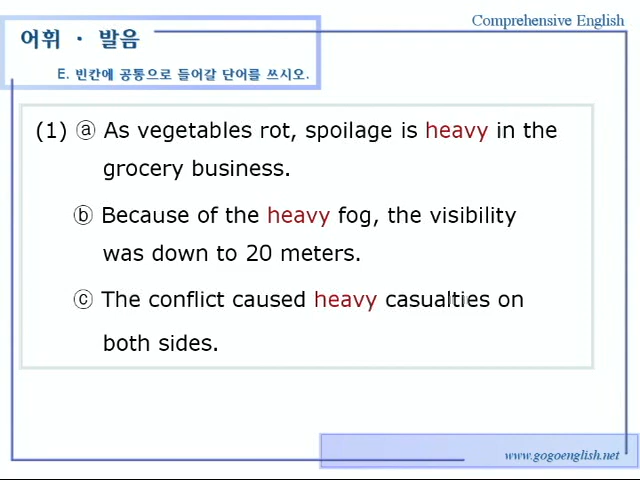 Comprehensive English
어휘 · 발음
E. 빈칸에 공통으로 들어갈 단어를 쓰시오.
(1) ⓐ As vegetables rot, spoilage is heavy in the
grocery business.
ⓑ Because of the heavy fog, the visibility
was down to 20 meters.
ⓒ The conflict caused heavy casualties on
both sides.
www.gogoenglish.net